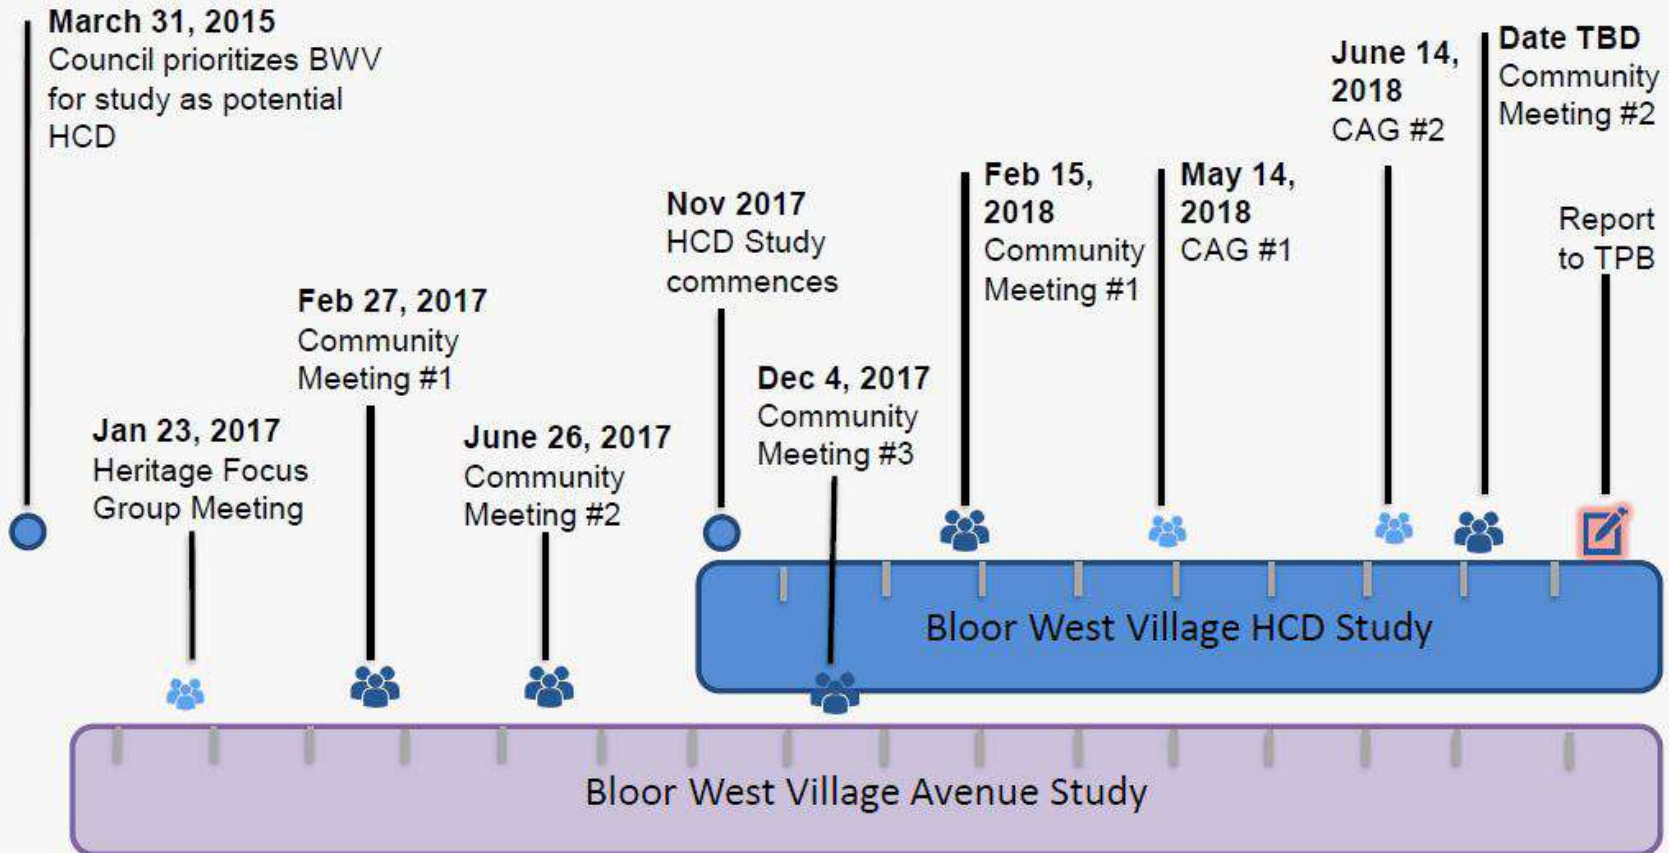 March 31, 2015
Council prioritizes BWV
for study as potential
HCD
Jan 23, 2017
Heritage Focus
Group Meeting
Feb 27, 2017
Community
Meeting #1
June 26, 2017
Community
Meeting #2
Nov 2017
HCD Study
commences
Dec 4, 2017
Community
Meeting #3
Feb 15,
2018
Community
Meeting #1
May 14,
2018
CAG #1
June 14,
2018
CAG #2
Date TBD
Community
Meeting #2
Report
to TPB
Bloor West Village HCD Study
Bloor West Village Avenue Study